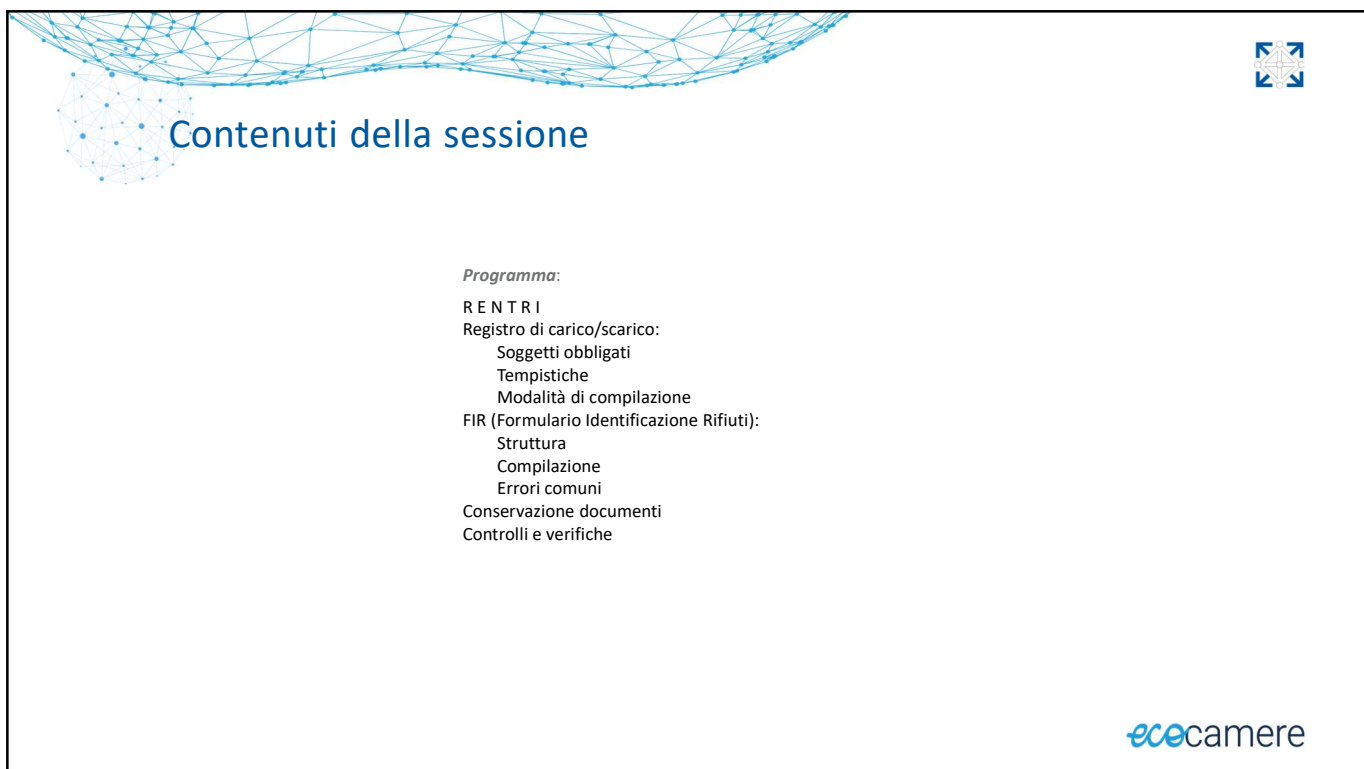 Contenuti della sessione
Programma:
R E N T R I
Registro di carico/scarico:
Soggetti obbligati
Tempistiche
Modalità di compilazione
FIR (Formulario Identificazione Rifiuti):
Struttura
Compilazione
Errori comuni
Conservazione documenti
Controlli e verifiche
ecocamere